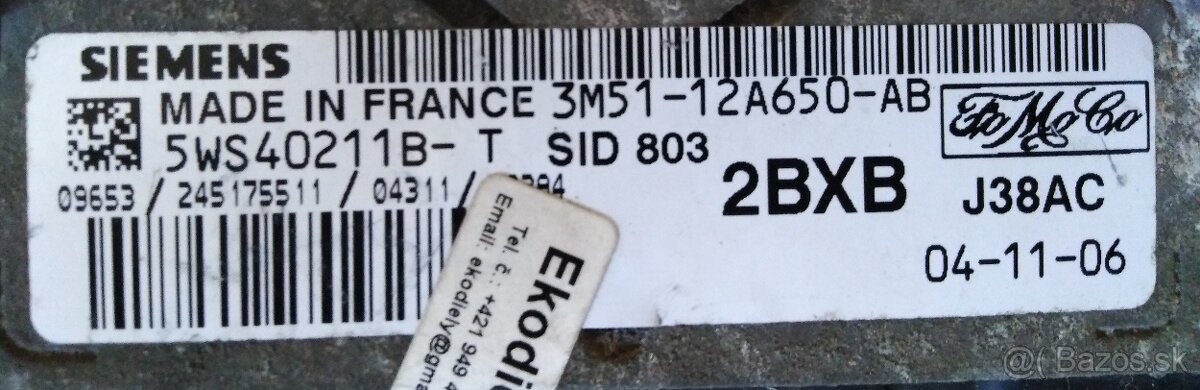 SIEMENS
MADE IN FRANCE 3M51-12A650-AB
FoMoCo
5WS40211B- T SID 803
2BXB J38AC
09653 / 245175511 / 04311 /
04-11-06
Ekodi
Tel. č.: +421 949
Email: ekodiely@gma
@( Bazos.sk